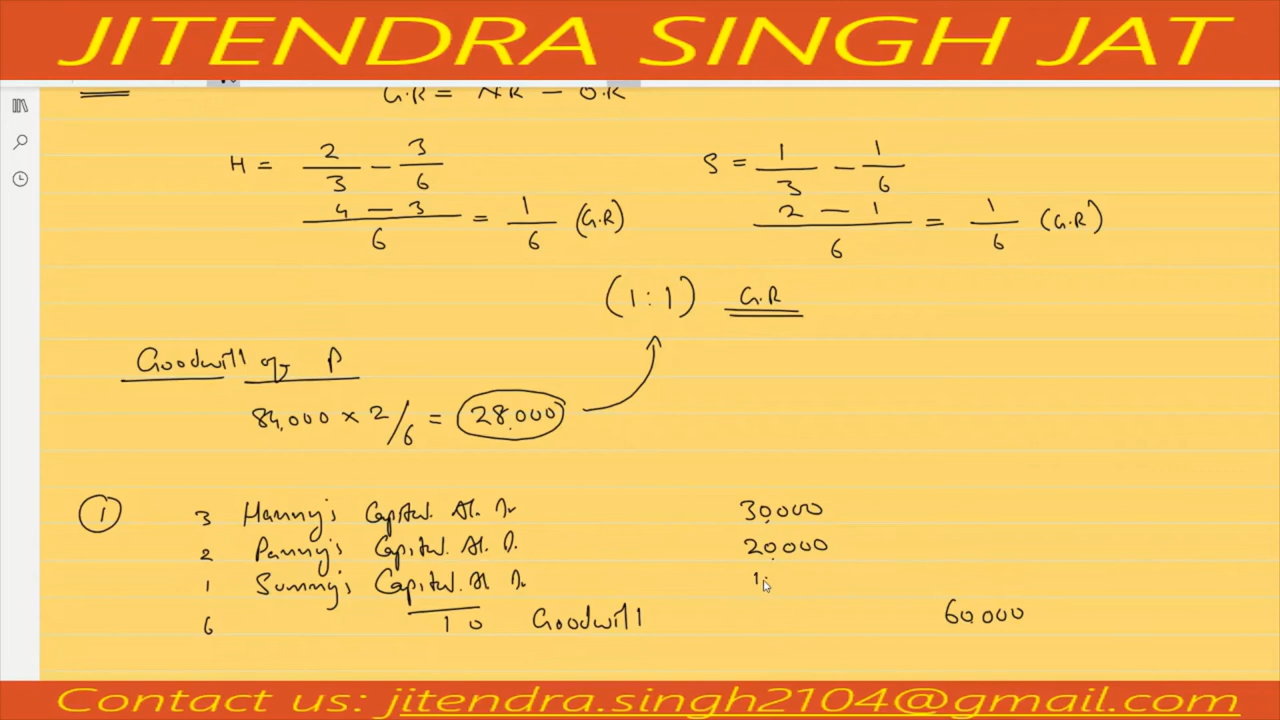 JITENDRA SINGH JAT
G.R = N.R - O.R
H = 2/3 - 3/6
S = 1/3 - 1/6
4 - 3 / 6 = 1/6 (G.R)
2 - 1 / 6 = 1/6 (G.R)
(1:1) G.R
Goodwill of P
84,000 × 2/6 = 28,000
1
3 Hanny's Capital. A/c. Dr 30,000
2 Panny's Capital. A/c. D. 20,000
1 Sunny's Capital. A/c Dr 1
6 To Goodwill 60,000
Contact us: jitendra.singh2104@gmail.com